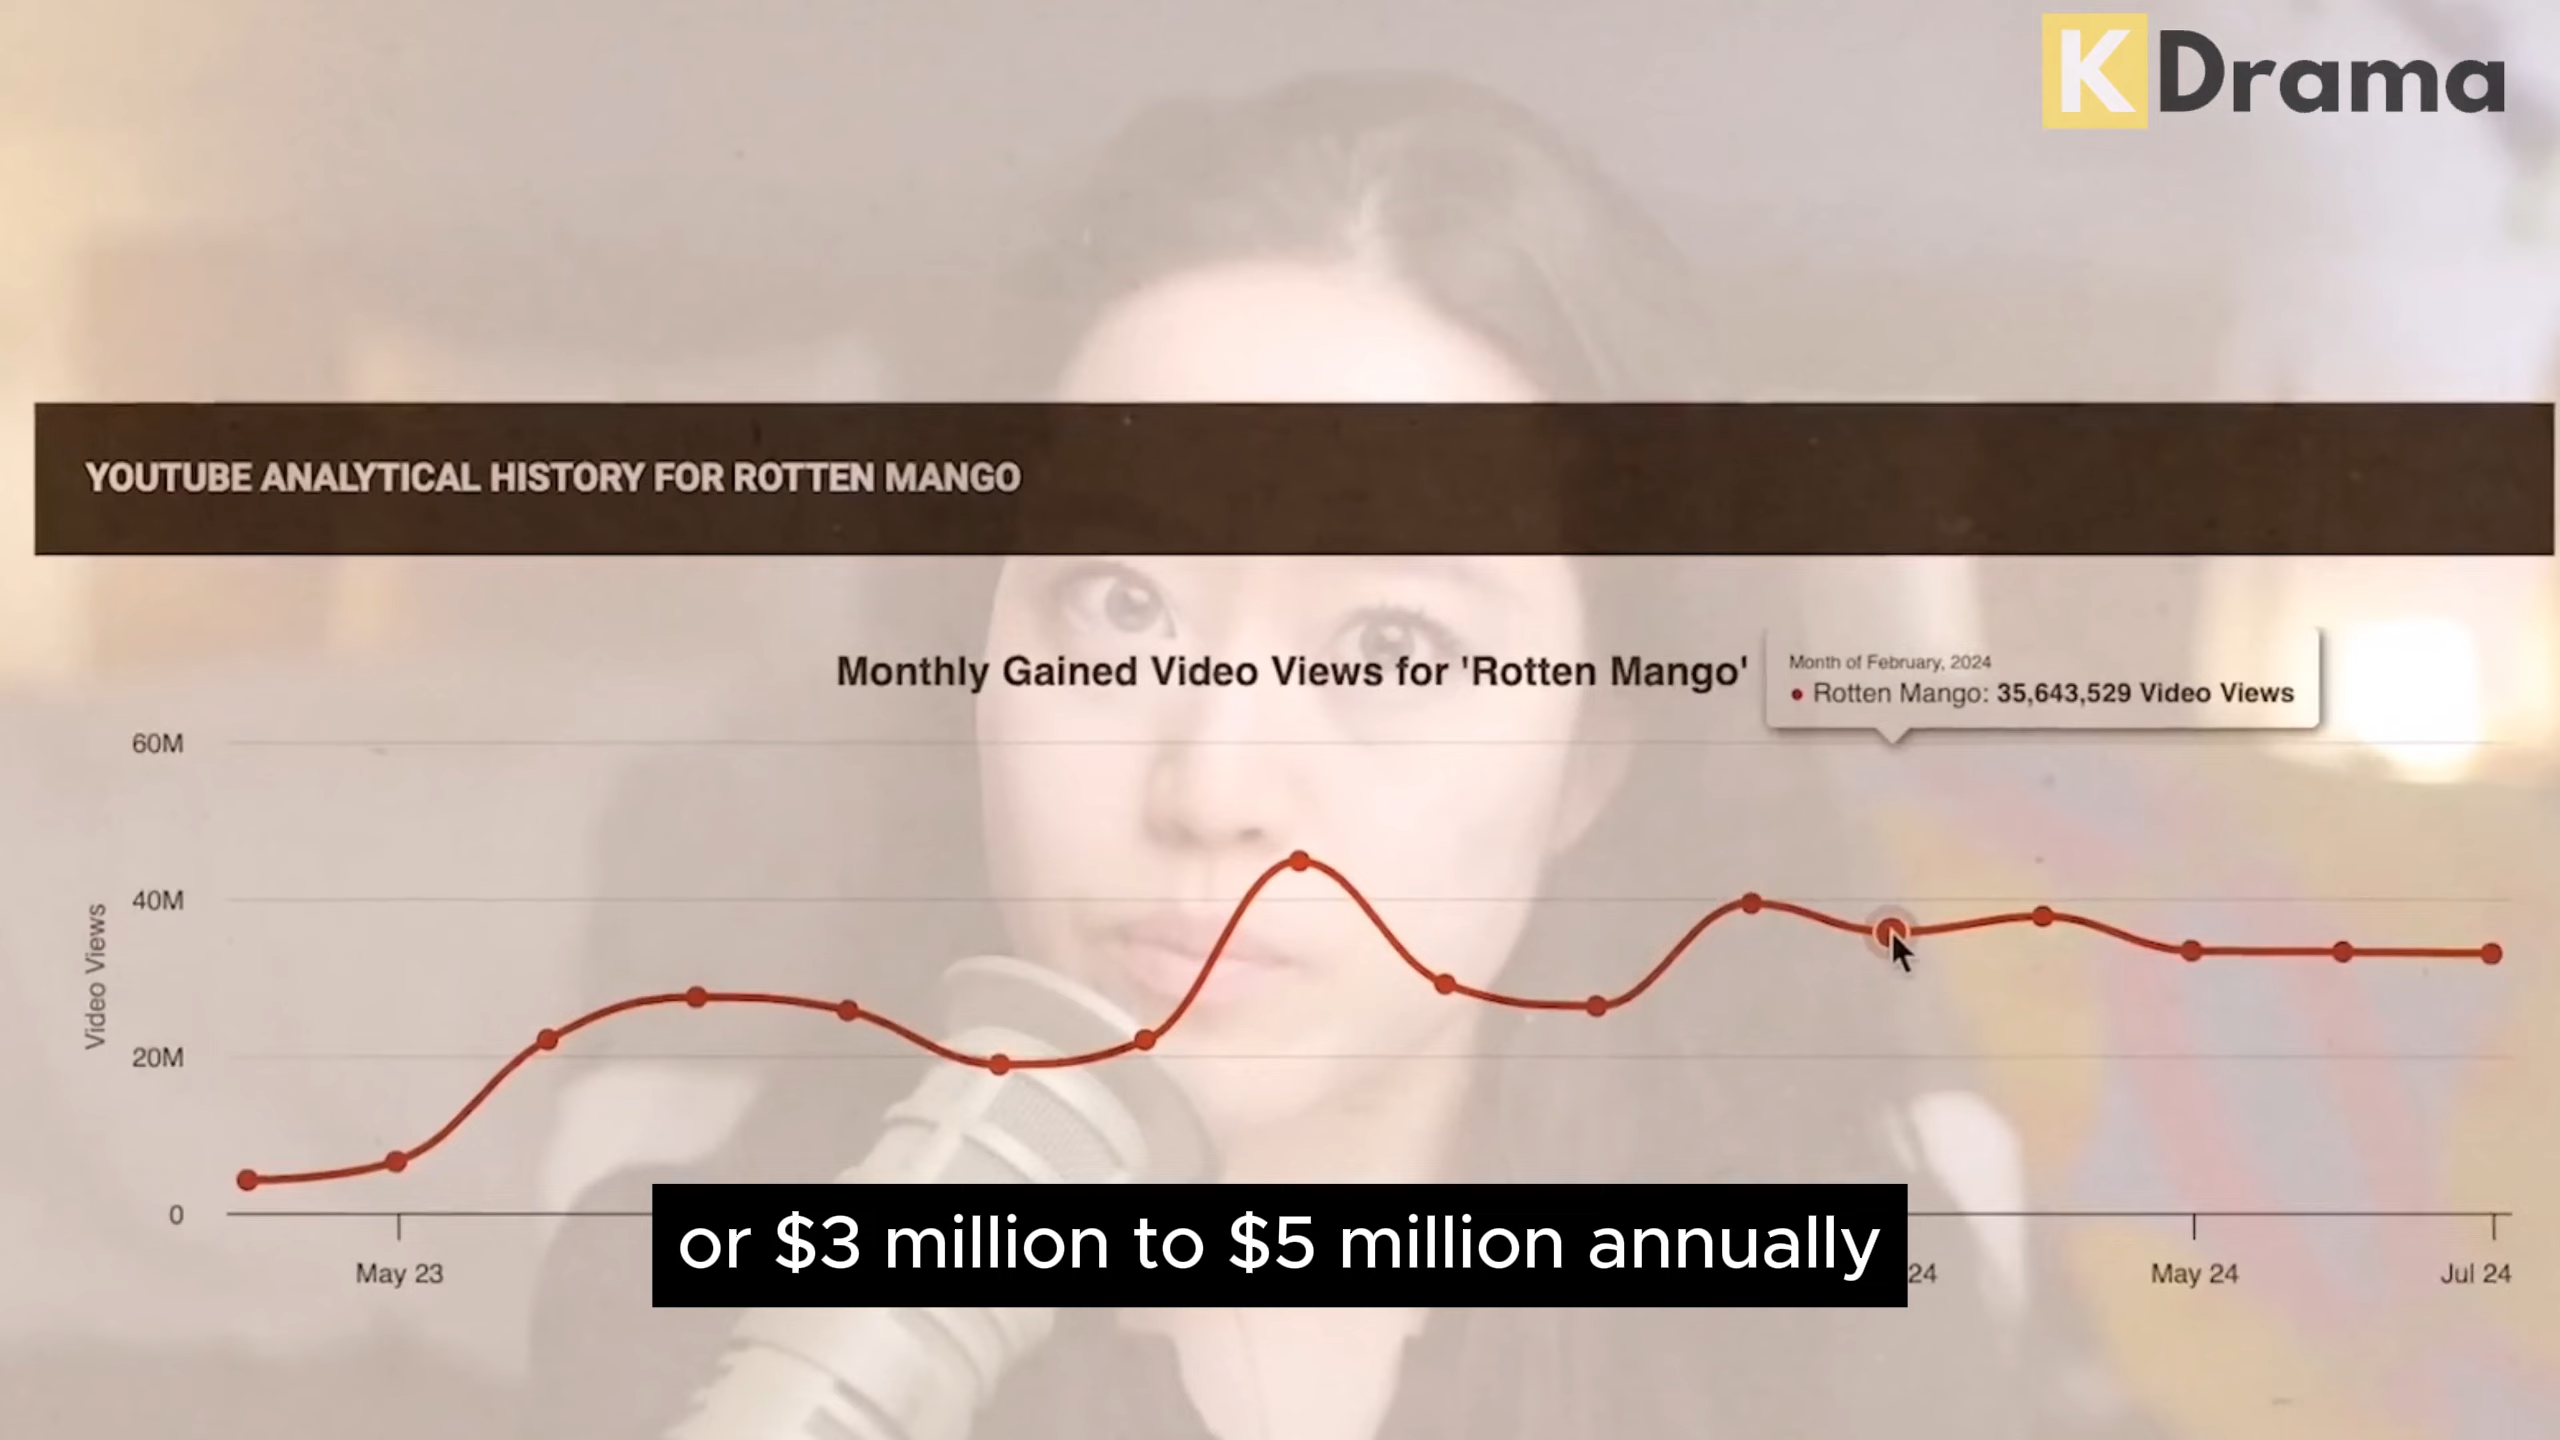 KDrama
YOUTUBE ANALYTICAL HISTORY FOR ROTTEN MANGO
Monthly Gained Video Views for 'Rotten Mango'
Month of February, 2024
• Rotten Mango: 35,643,529 Video Views
60M
40M
20M
0
Video Views
May 23
24
May 24
Jul 24
or $3 million to $5 million annually